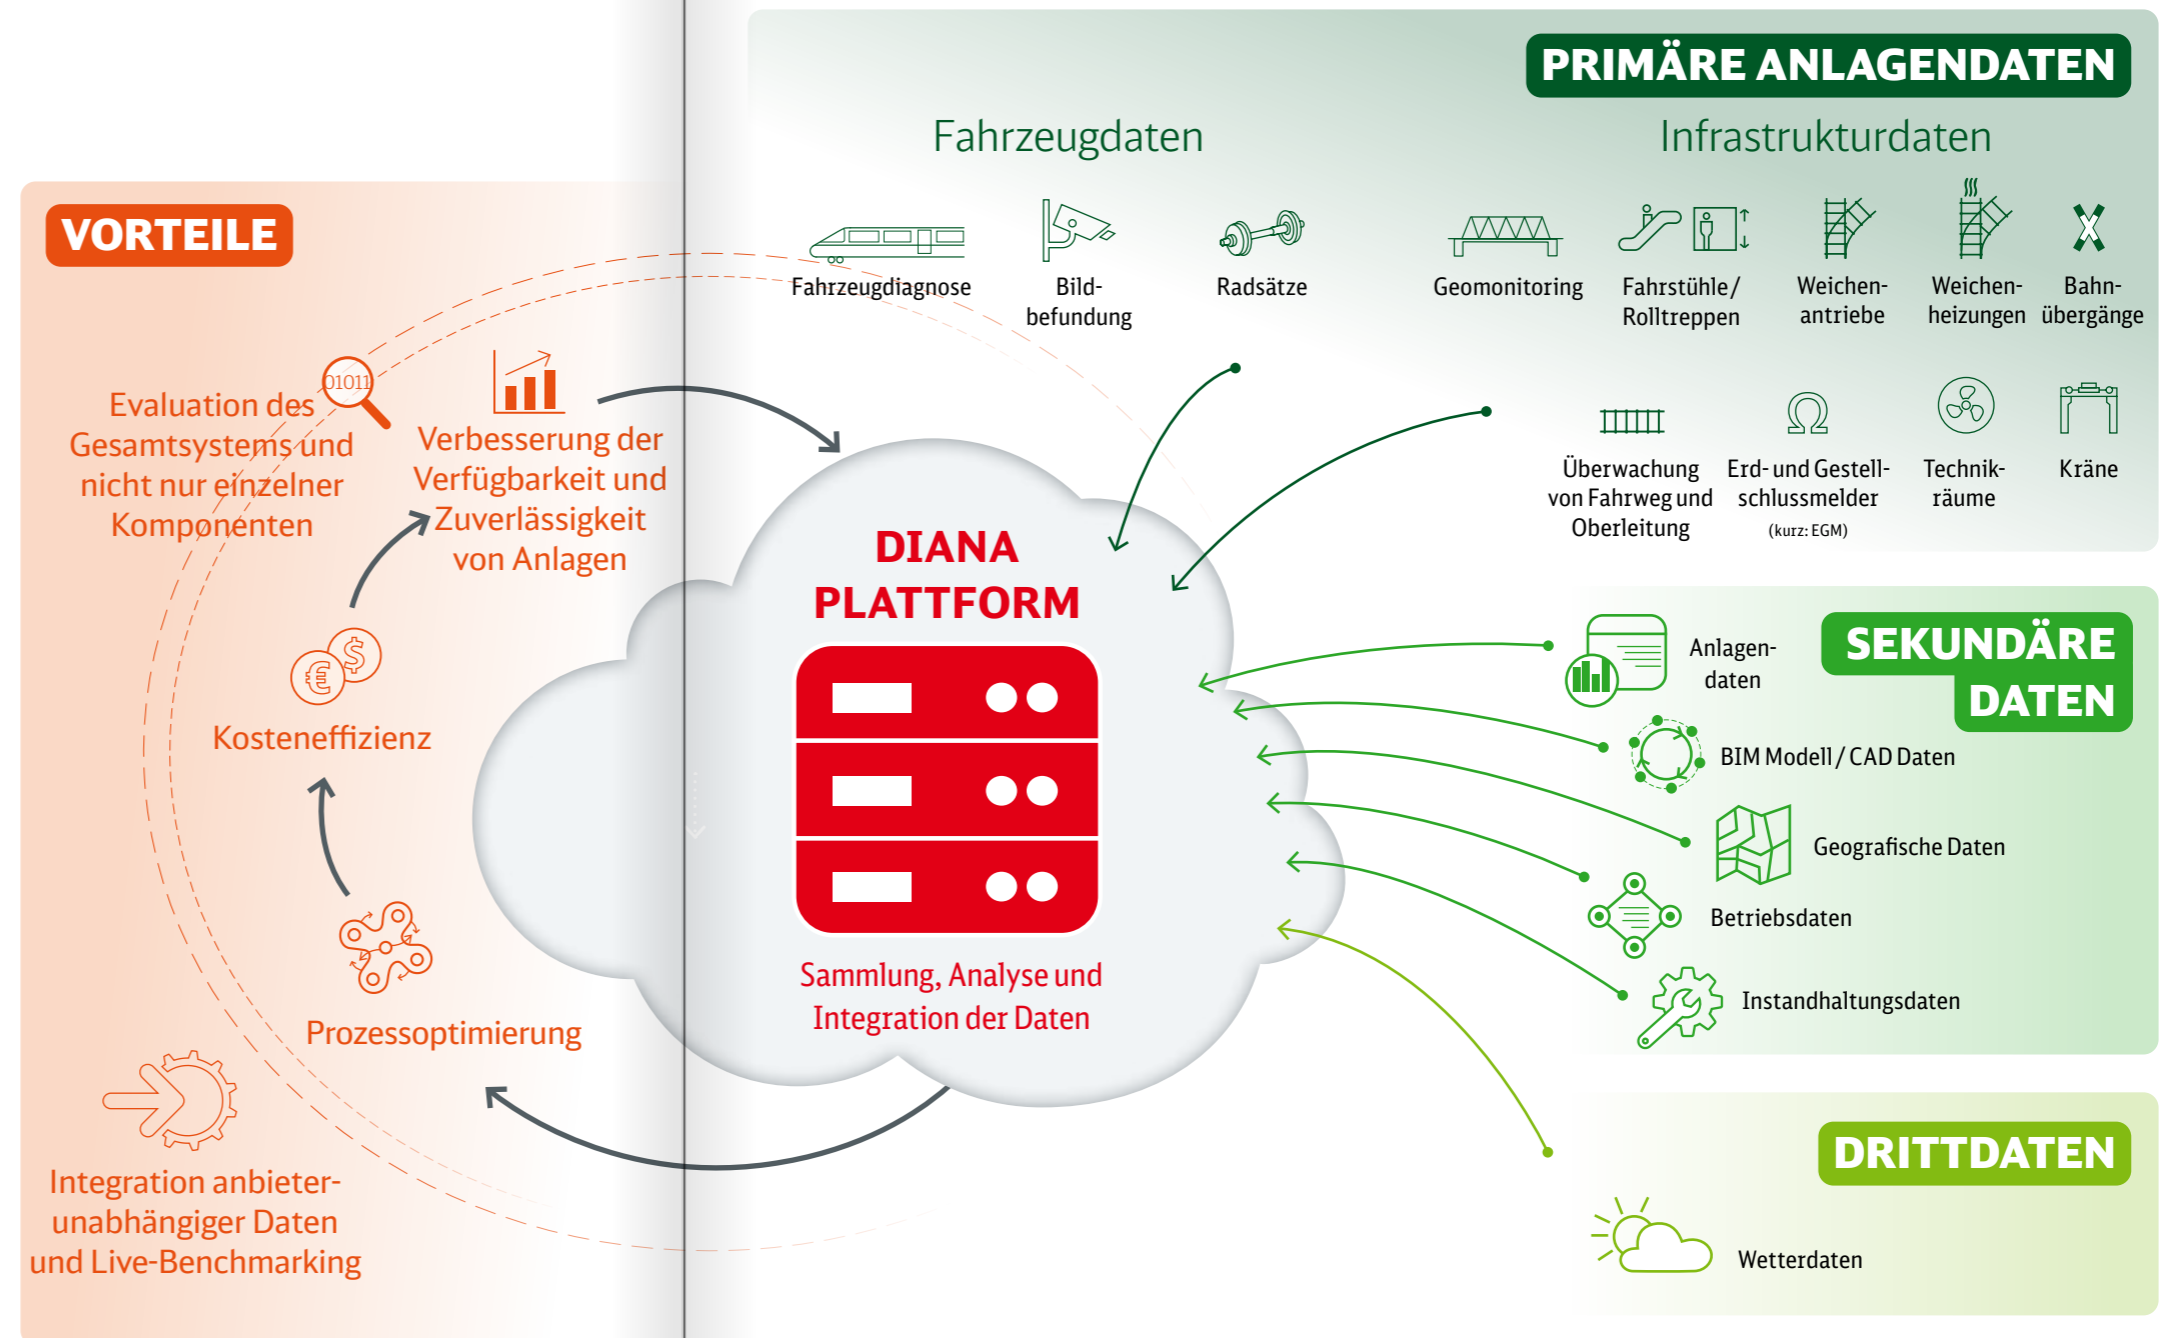 VORTEILE
01011
Evaluation des
Gesamtsystems und
nicht nur einzelner
Komponenten
Verbesserung der
Verfügbarkeit und
Zuverlässigkeit
von Anlagen
€ $
Kosteneffizienz
Prozessoptimierung
Integration anbieter-
unabhängiger Daten
und Live-Benchmarking
DIANA
PLATTFORM
Sammlung, Analyse und
Integration der Daten
PRIMÄRE ANLAGENDATEN
Fahrzeugdaten
Fahrzeugdiagnose
Bild-
befundung
Radsätze
Infrastrukturdaten
Geomonitoring
Fahrstühle/
Rolltreppen
Weichen-
antriebe
Weichen-
heizungen
Bahn-
übergänge
Überwachung
von Fahrweg und
Oberleitung
Ω
Erd- und Gestell-
schlussmelder
(kurz: EGM)
Technik-
räume
Kräne
SEKUNDÄRE
DATEN
Anlagen-
daten
BIM Modell / CAD Daten
Geografische Daten
Betriebsdaten
Instandhaltungsdaten
DRITTDATEN
Wetterdaten